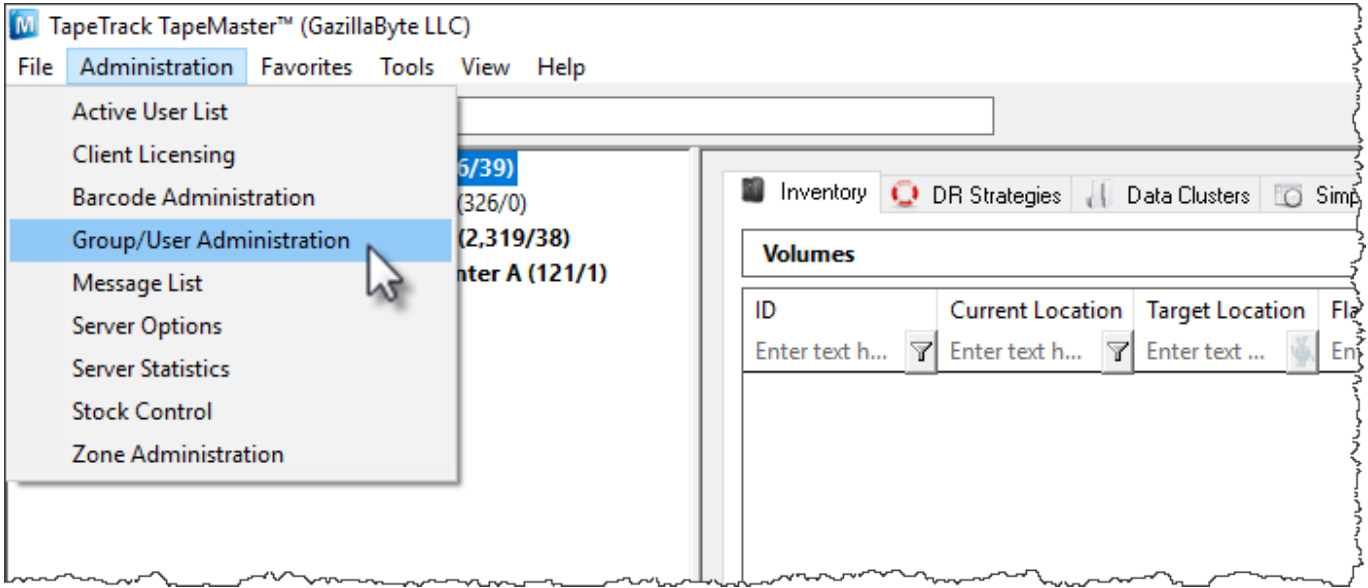 TapeTrack TapeMaster™ (GazillaByte LLC)
File Administration Favorites Tools View Help
Active User List
Client Licensing
Barcode Administration
Group/User Administration
Message List
Server Options
Server Statistics
Stock Control
Zone Administration
6/39)
(326/0)
(2,319/38)
nter A (121/1)
Inventory DR Strategies Data Clusters Simp
Volumes
ID Current Location Target Location Fla
Enter text h... Enter text h... Enter text ... En